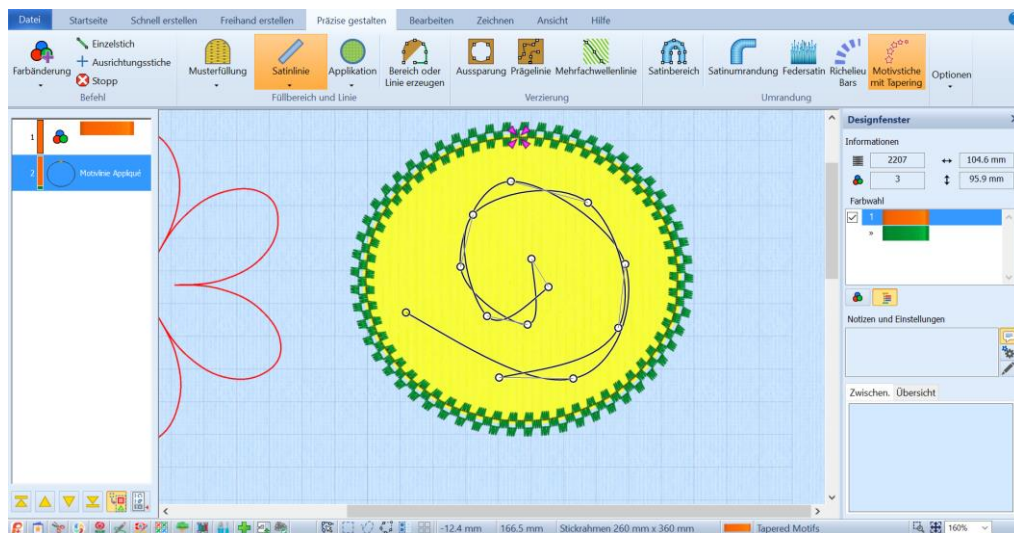 Datei Startseite Schnell erstellen Freihand erstellen Präzise gestalten Bearbeiten Zeichnen Ansicht Hilfe
Farbänderung
Einzelstich
Ausrichtungsstiche
Stopp
Befehl
Musterfüllung
Satinlinie
Applikation
Bereich oder
Linie erzeugen
Füllbereich und Linie
Aussparung
Prägelinie
Mehrfachwellenlinie
Verzierung
Satinbereich
Satinumrandung
Federsatin
Richelieu
Bars
Motivstiche
mit Tapering
Umrandung
Optionen
1
2 Motivlinie Appliqué
Designfenster
Informationen
2207 104.6 mm
3 95.9 mm
Farbwahl
1
»
Notizen und Einstellungen
Zwischen. Übersicht
-12.4 mm 166.5 mm Stickrahmen 260 mm x 360 mm Tapered Motifs 160%